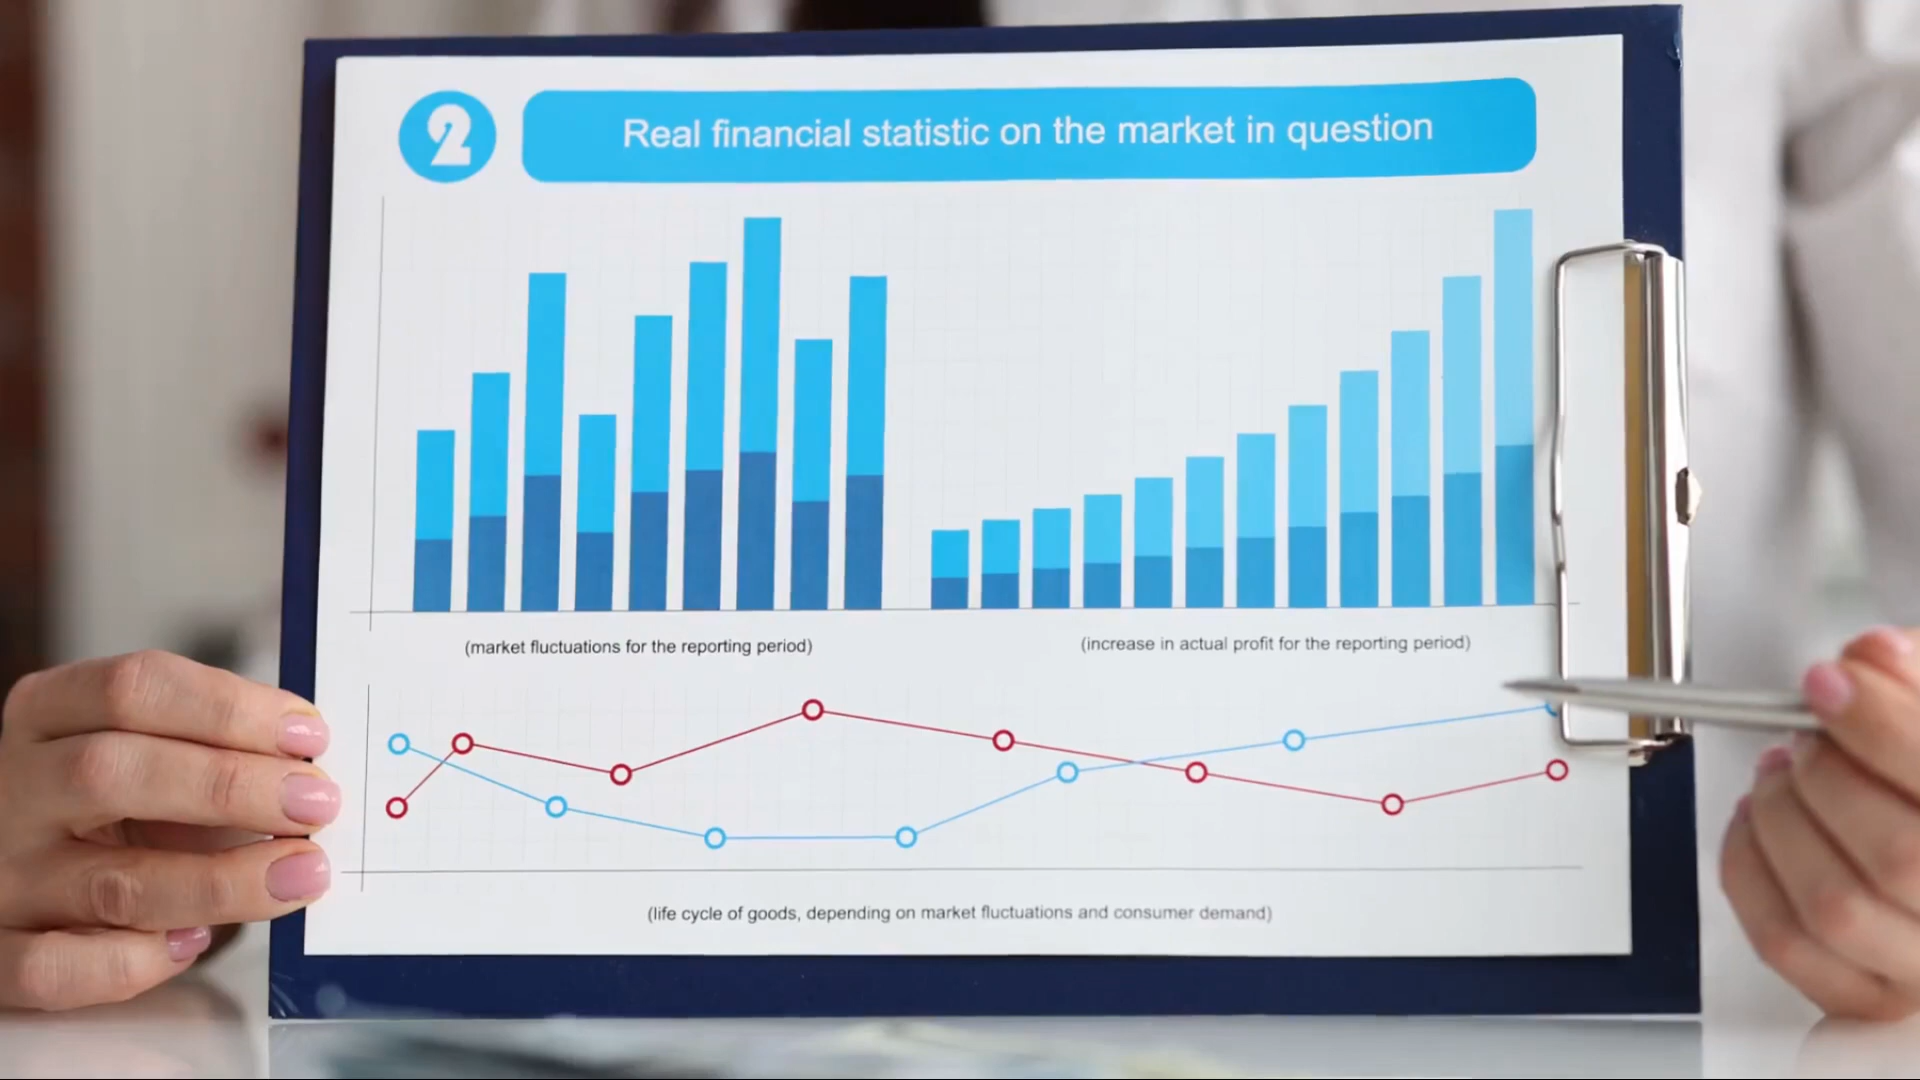 2
Real financial statistic on the market in question
(market fluctuations for the reporting period)
(increase in actual profit for the reporting period)
(life cycle of goods, depending on market fluctuations and consumer demand)